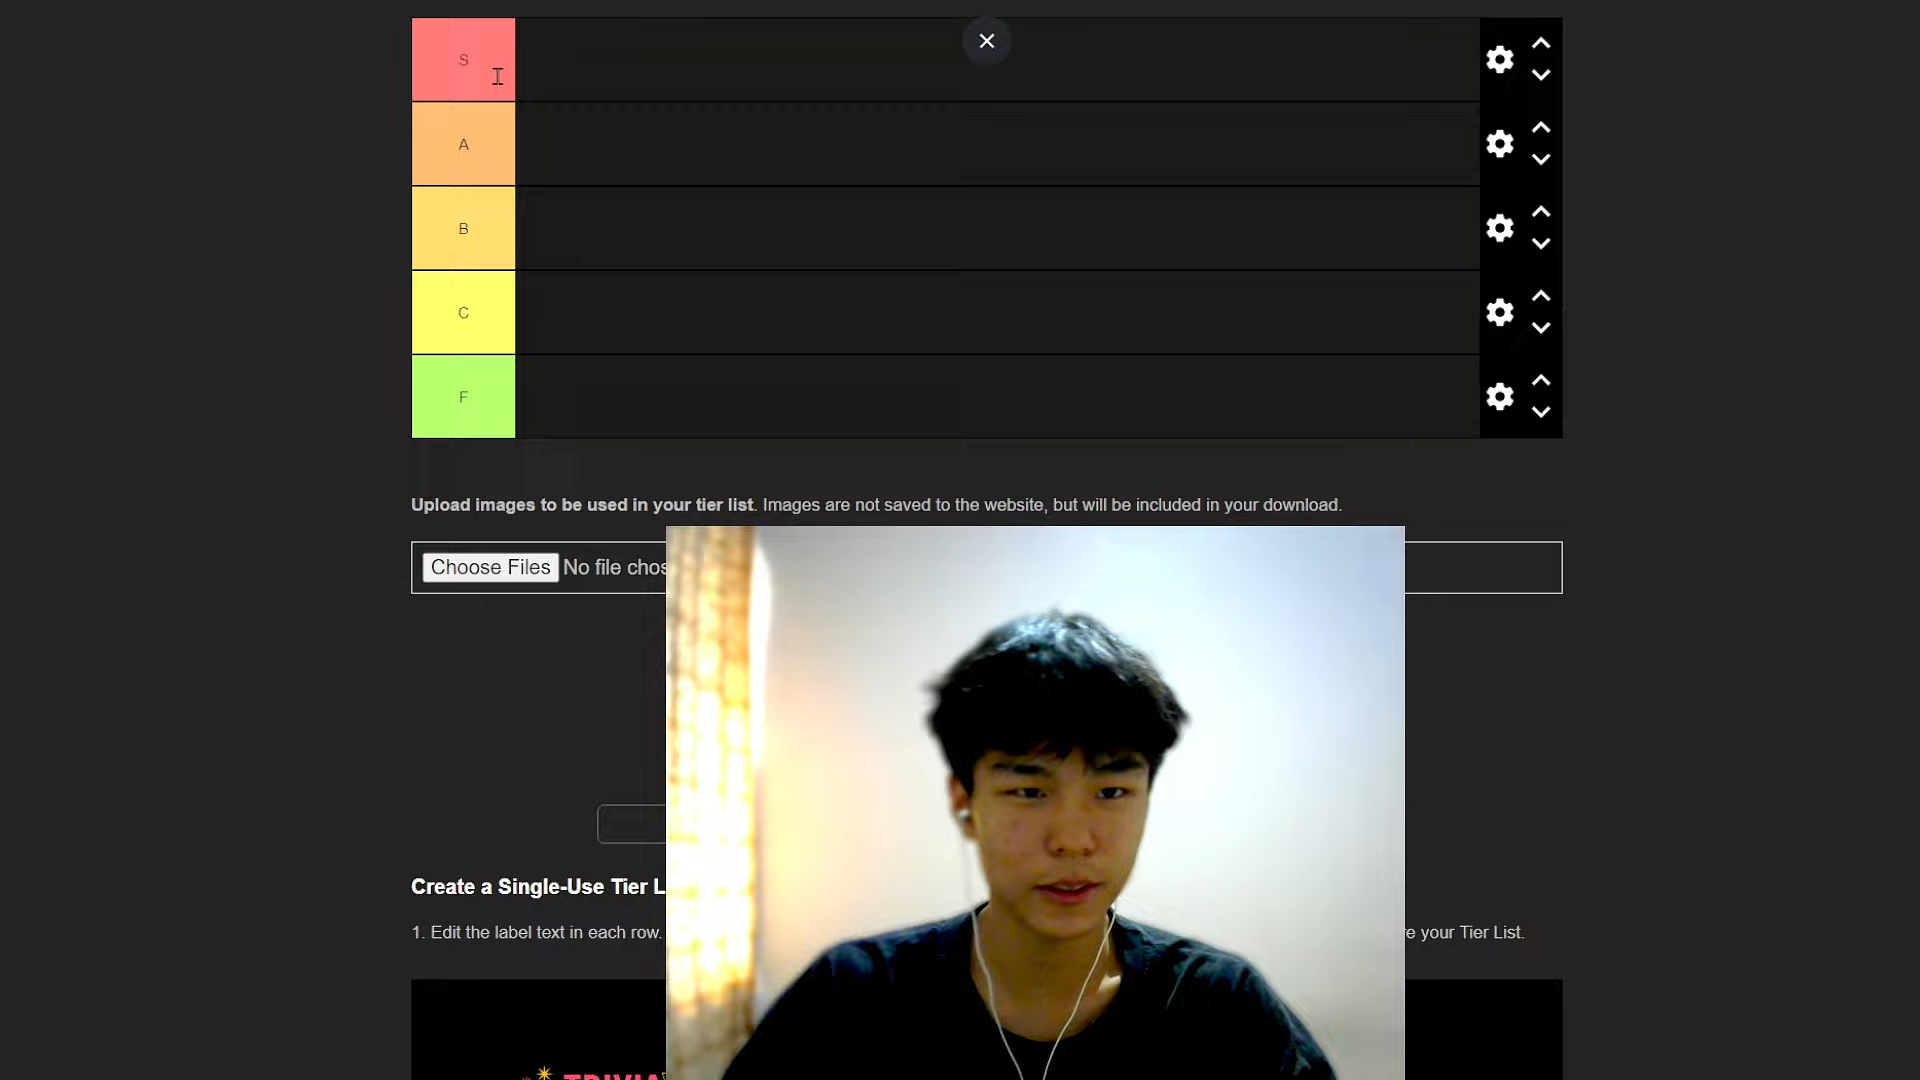 S
A
B
C
F
Upload images to be used in your tier list. Images are not saved to the website, but will be included in your download.
Choose Files No file
Create a Single-Use Tier
1. Edit the label text in each row. your Tier List.
TRIVIA